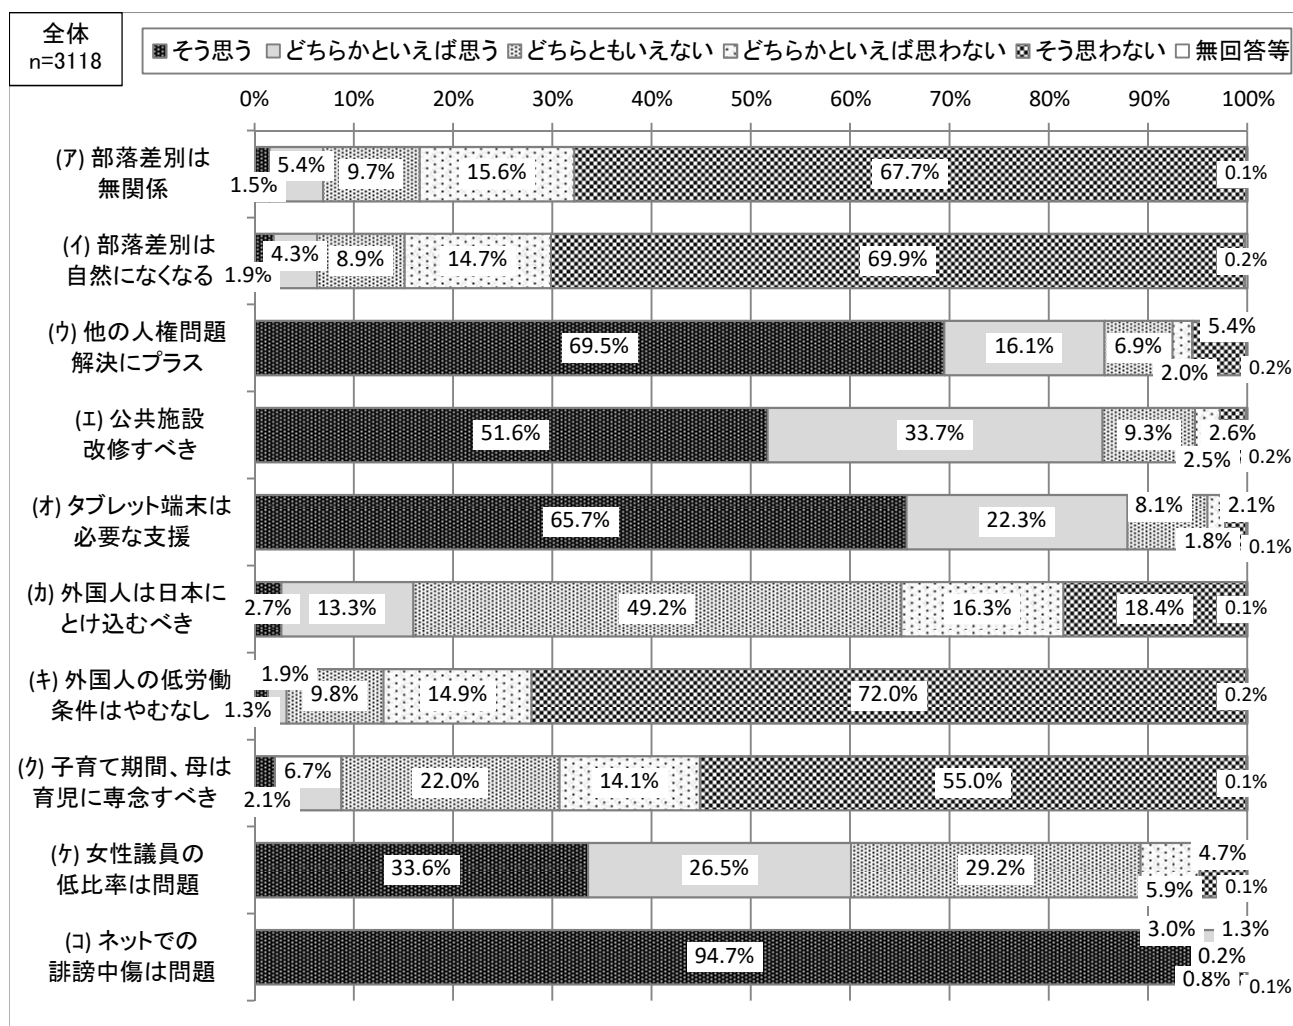 全体
n=3118
そう思う どちらかといえば思う どちらともいえない どちらかといえば思わない そう思わない 無回答等
0% 10% 20% 30% 40% 50% 60% 70% 80% 90% 100%
(ｱ) 部落差別は
無関係
1.5% 5.4% 9.7% 15.6% 67.7% 0.1%
(ｲ) 部落差別は
自然になくなる
1.9% 4.3% 8.9% 14.7% 69.9% 0.2%
(ｳ) 他の人権問題
解決にプラス
69.5% 16.1% 6.9% 2.0% 5.4% 0.2%
(ｴ) 公共施設
改修すべき
51.6% 33.7% 9.3% 2.5% 2.6% 0.2%
(ｵ) タブレット端末は
必要な支援
65.7% 22.3% 8.1% 1.8% 2.1% 0.1%
(ｶ) 外国人は日本に
とけ込むべき
2.7% 13.3% 49.2% 16.3% 18.4% 0.1%
(ｷ) 外国人の低労働
条件はやむなし
1.3% 1.9% 9.8% 14.9% 72.0% 0.2%
(ｸ) 子育て期間、母は
育児に専念すべき
2.1% 6.7% 22.0% 14.1% 55.0% 0.1%
(ｹ) 女性議員の
低比率は問題
33.6% 26.5% 29.2% 5.9% 4.7% 0.1%
(ｺ) ネットでの
誹謗中傷は問題
94.7% 3.0% 1.3% 0.2% 0.8% 0.1%